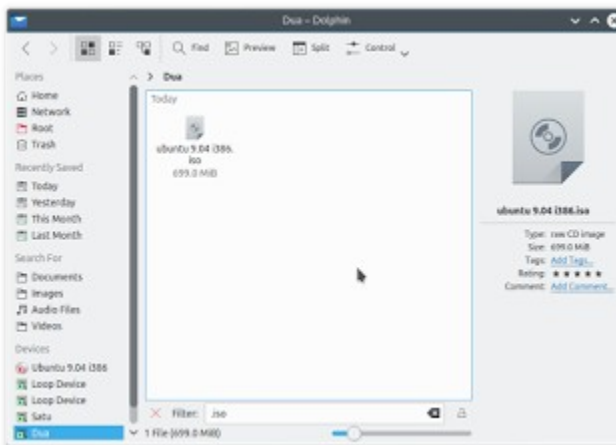 Dua – Dolphin
Find Preview Split Control
Places
Home
Network
Root
Trash
Recently Saved
Today
Yesterday
This Month
Last Month
Search For
Documents
Images
Audio Files
Videos
Devices
Ubuntu 9.04 i386
Loop Device
Loop Device
Satu
Dua
Dua
Today
ubuntu 9.04 i386.
iso
699.0 MiB
Filter: .iso
1 File (699.0 MiB)
ubuntu 9.04 i386.iso
Type: raw CD image
Size: 699.0 MiB
Tags: Add Tags...
Rating:
Comment: Add Comment...